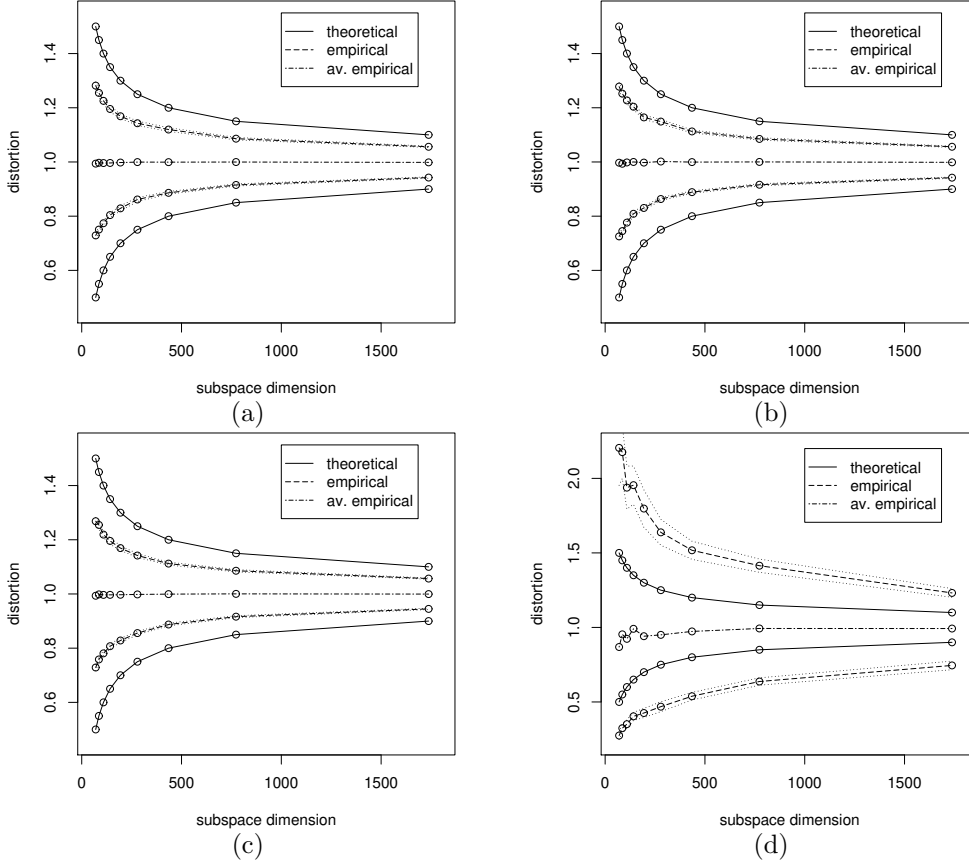 theoretical
empirical
av. empirical
distortion
0.6 0.8 1.0 1.2 1.4
0 500 1000 1500
subspace dimension
(a)
theoretical
empirical
av. empirical
distortion
0.6 0.8 1.0 1.2 1.4
0 500 1000 1500
subspace dimension
(b)
theoretical
empirical
av. empirical
distortion
0.6 0.8 1.0 1.2 1.4
0 500 1000 1500
subspace dimension
(c)
theoretical
empirical
av. empirical
distortion
0.5 1.0 1.5 2.0
0 500 1000 1500
subspace dimension
(d)